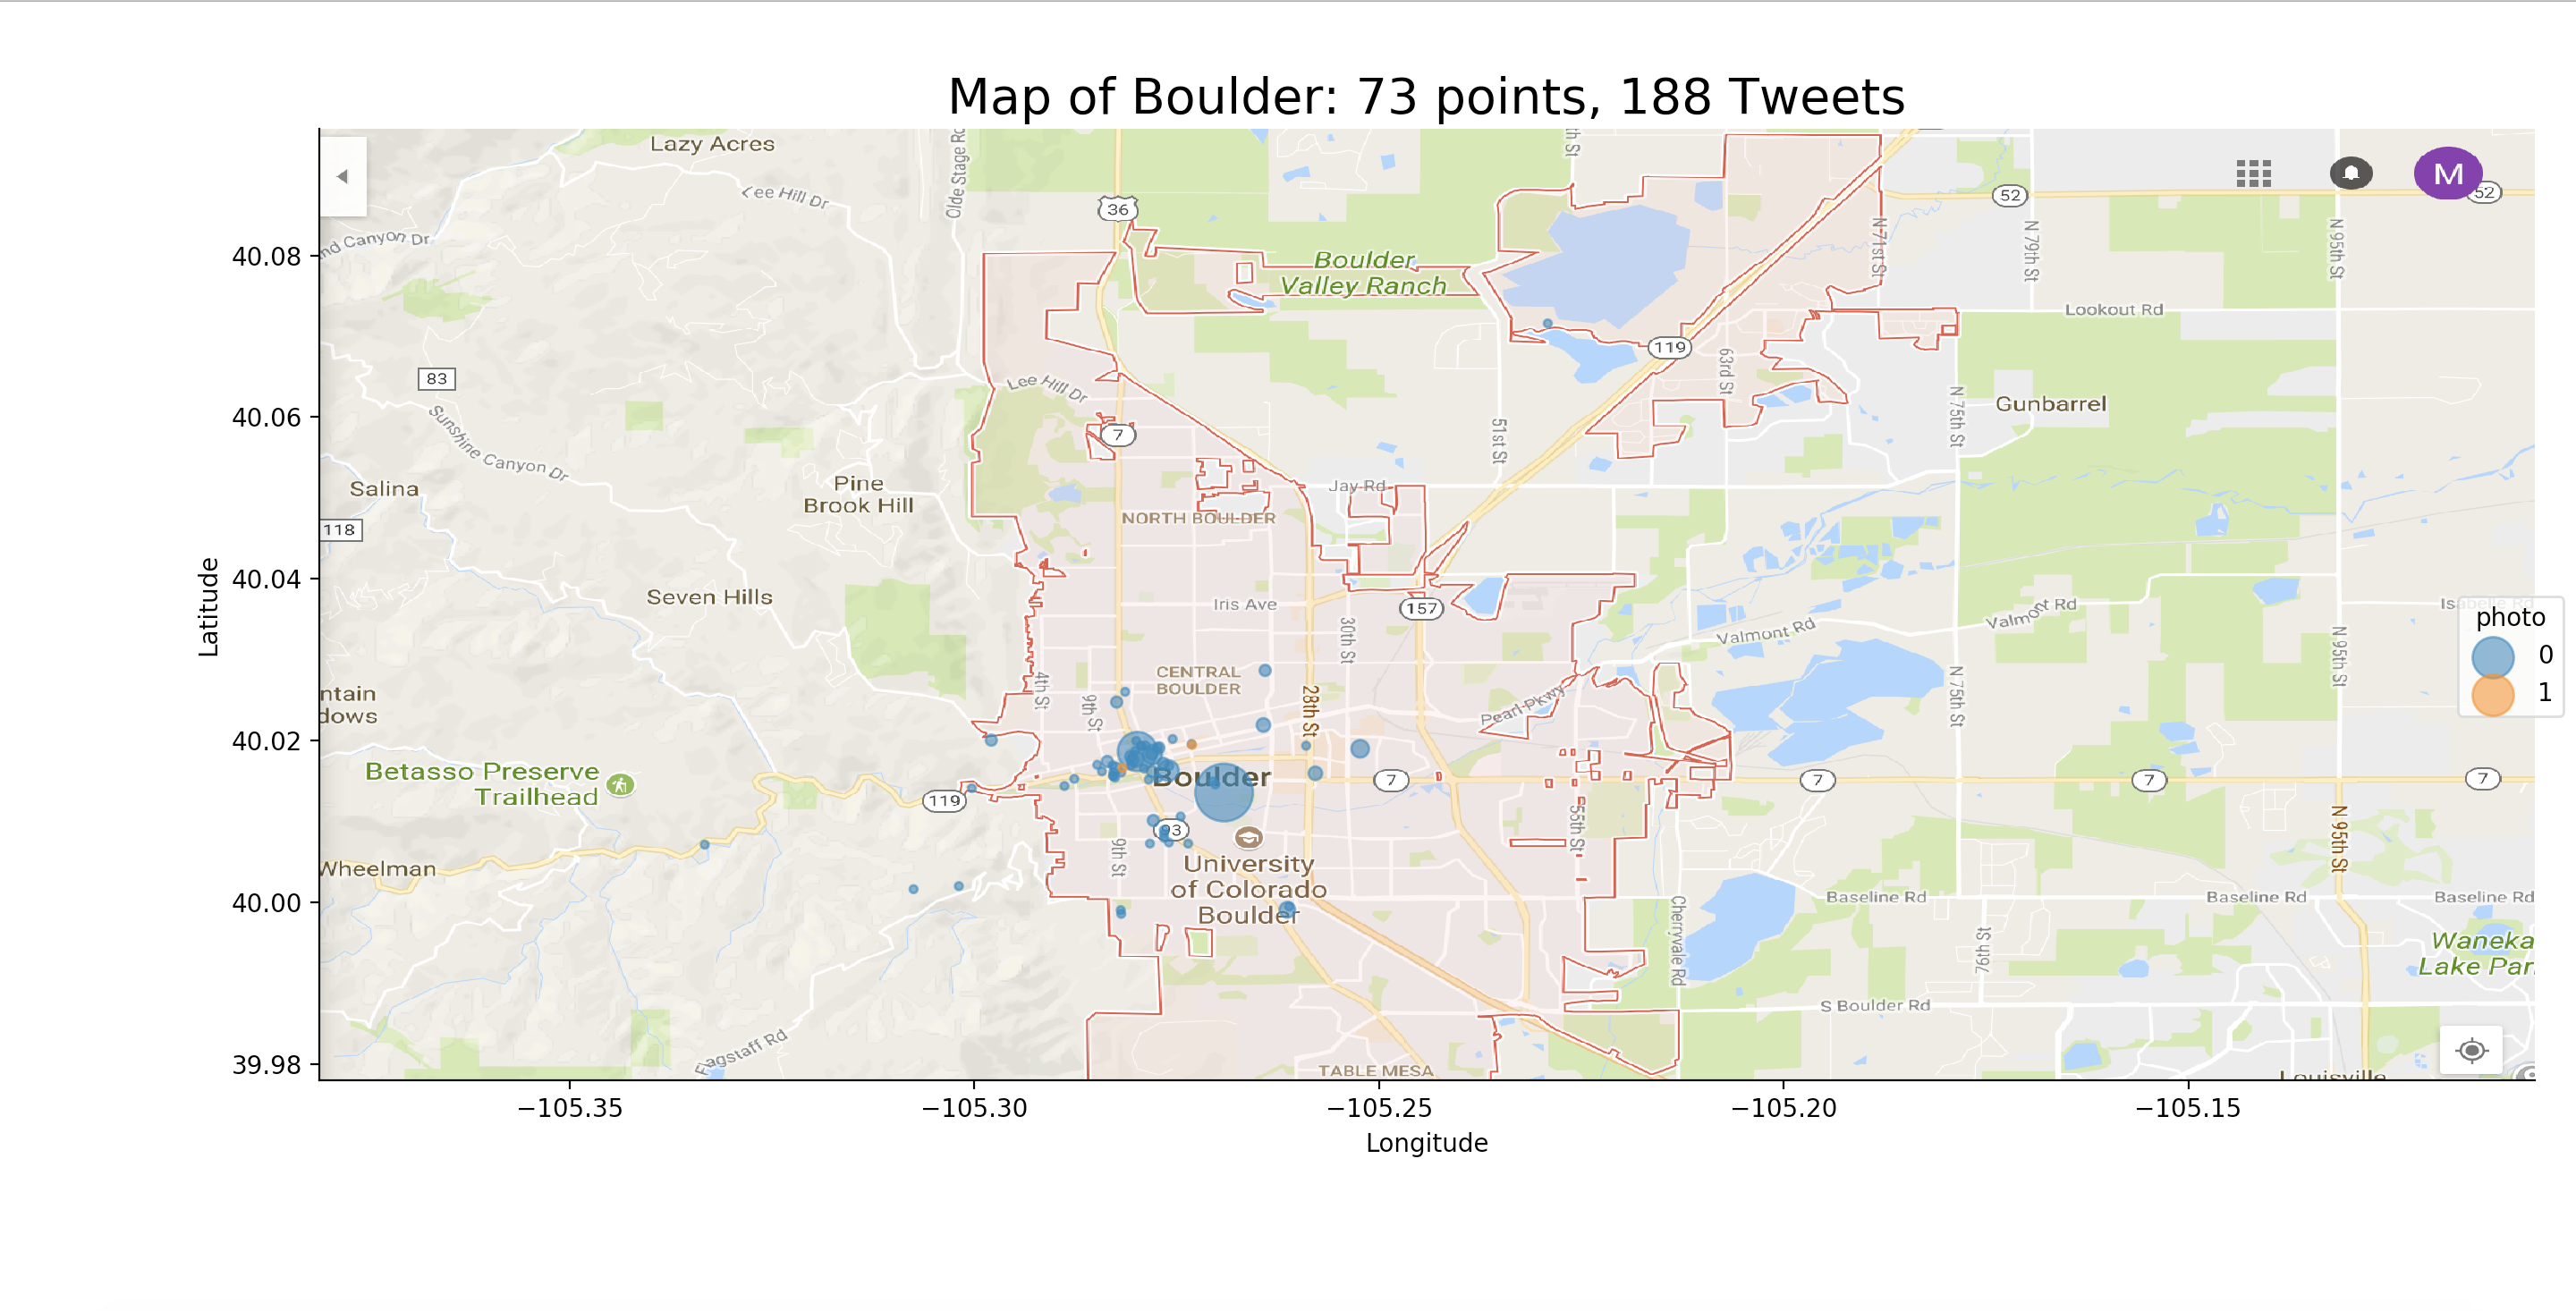 Map of Boulder: 73 points, 188 Tweets
Lazy Acres
Lee Hill Dr
Olde Stage Rd
36
52
M
52
nd Canyon Dr
40.08
Boulder
Valley Ranch
N 71st St
N 79th St
N 95th St
Lookout Rd
119
63rd St
83
Lee Hill Dr
Gunbarrel
40.06
Sunshine Canyon Dr
7
51st St
N 75th St
Salina
Pine
Brook Hill
Jay Rd
118
NORTH BOULDER
40.04
Latitude
Seven Hills
Iris Ave
157
30th St
Valmont Rd
Valmont Rd
Isabelle Rd
photo
0
1
N 95th St
ntain
dows
4th St
9th St
CENTRAL
BOULDER
28th St
Pearl Pkwy
N 75th St
40.02
Betasso Preserve
Trailhead
Boulder
7
7
7
7
119
93
55th St
N 95th St
9th St
Wheelman
University
of Colorado
Boulder
40.00
Baseline Rd
Baseline Rd
Baseline Rd
Cherryvale Rd
76th St
Waneka
Lake Par
S Boulder Rd
Flagstaff Rd
39.98
TABLE MESA
Louisville
−105.35
−105.30
−105.25
−105.20
−105.15
Longitude